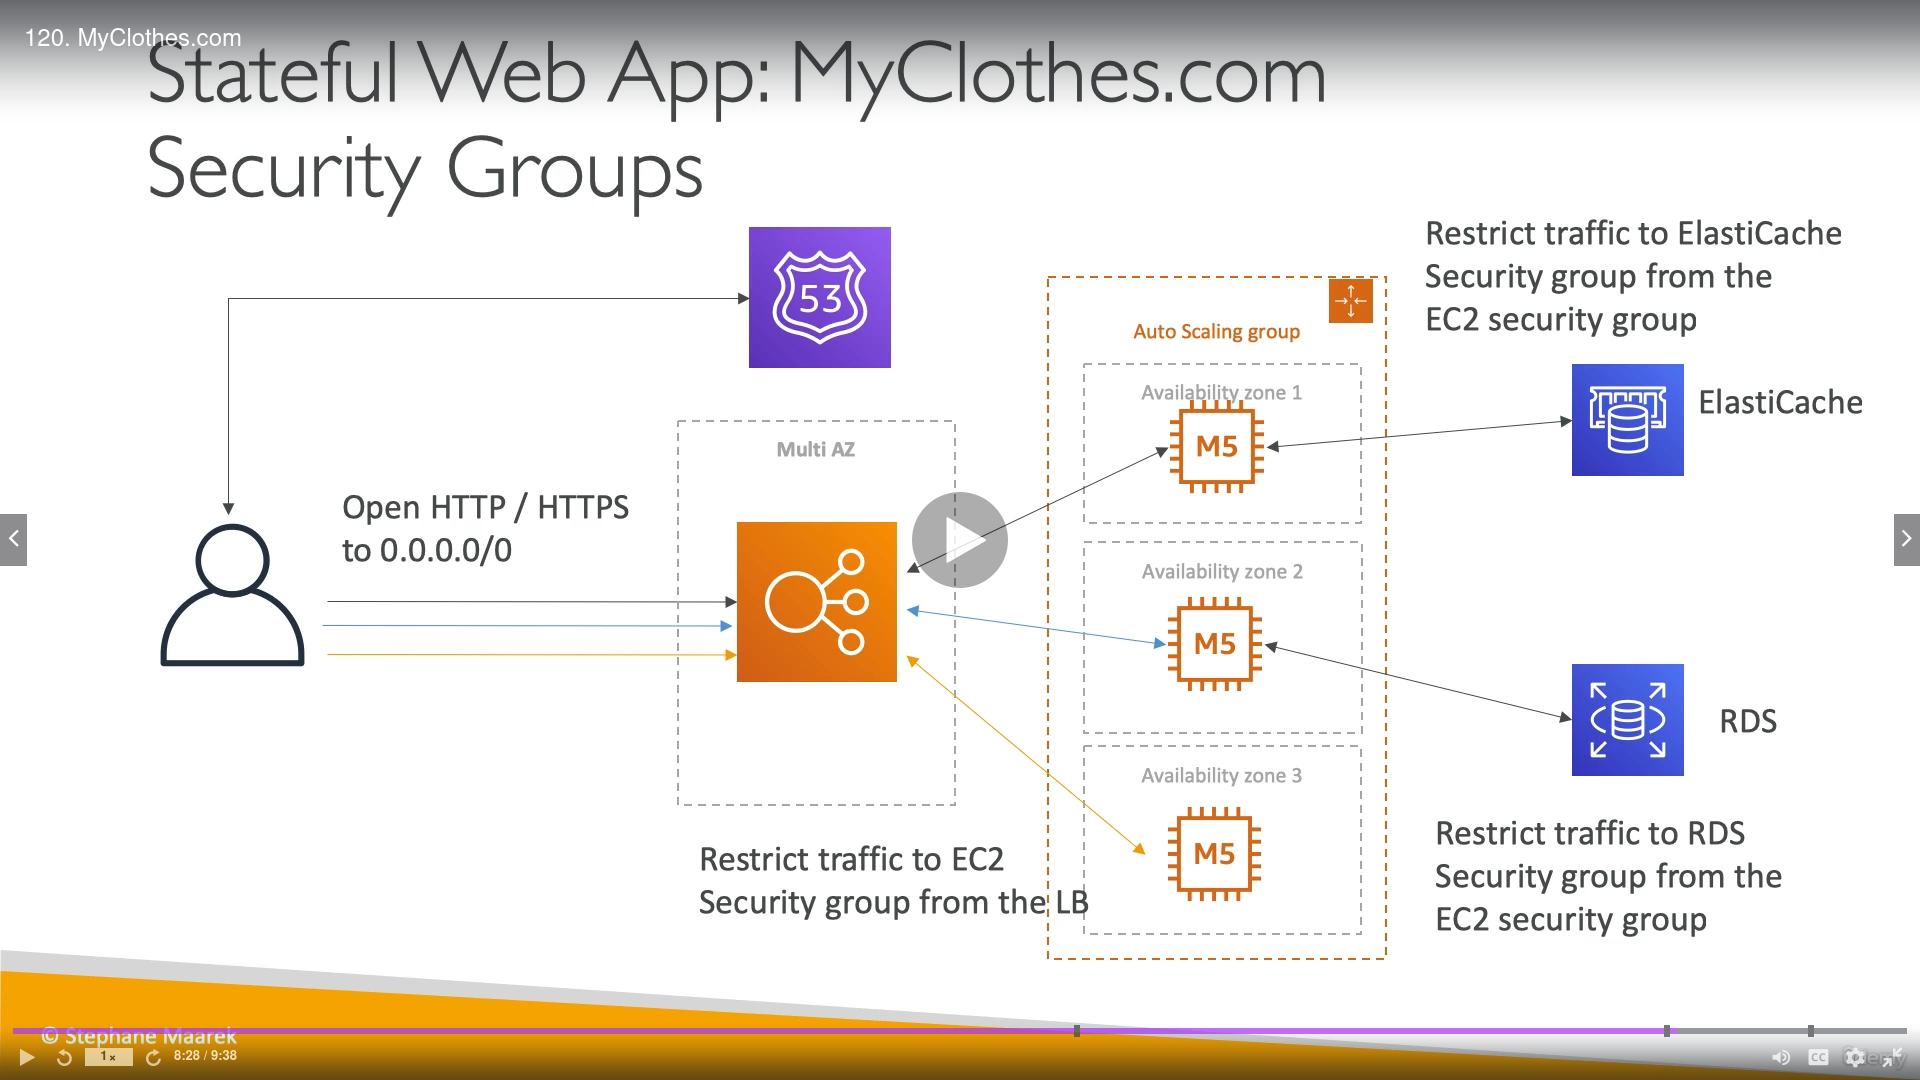 120. MyClothes.com
Stateful Web App: MyClothes.com
Security Groups
53
Restrict traffic to ElastiCache
Security group from the
EC2 security group
Auto Scaling group
Availability zone 1
M5
ElastiCache
Multi AZ
Open HTTP / HTTPS
to 0.0.0.0/0
Availability zone 2
M5
RDS
Availability zone 3
M5
Restrict traffic to EC2
Security group from the LB
Restrict traffic to RDS
Security group from the
EC2 security group
© Stephane Maarek
1x
8:28 / 9:38
CC
Udemy